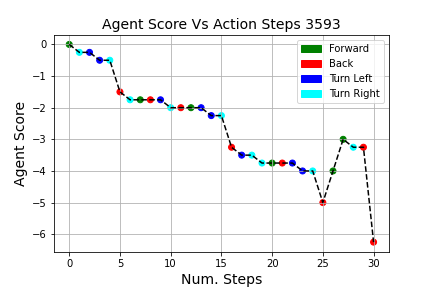 Agent Score Vs Action Steps 3593
Forward
Back
Turn Left
Turn Right
Agent Score
0
−1
−2
−3
−4
−5
−6
0 5 10 15 20 25 30
Num. Steps